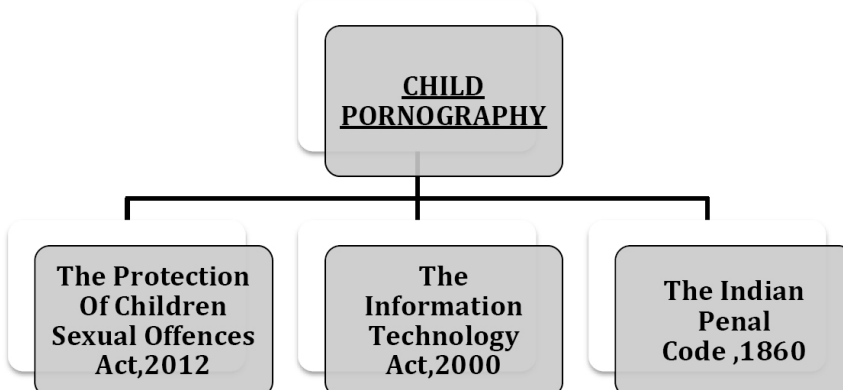 CHILD
PORNOGRAPHY
The Protection
Of Children
Sexual Offences
Act,2012
The
Information
Technology
Act,2000
The Indian
Penal
Code ,1860